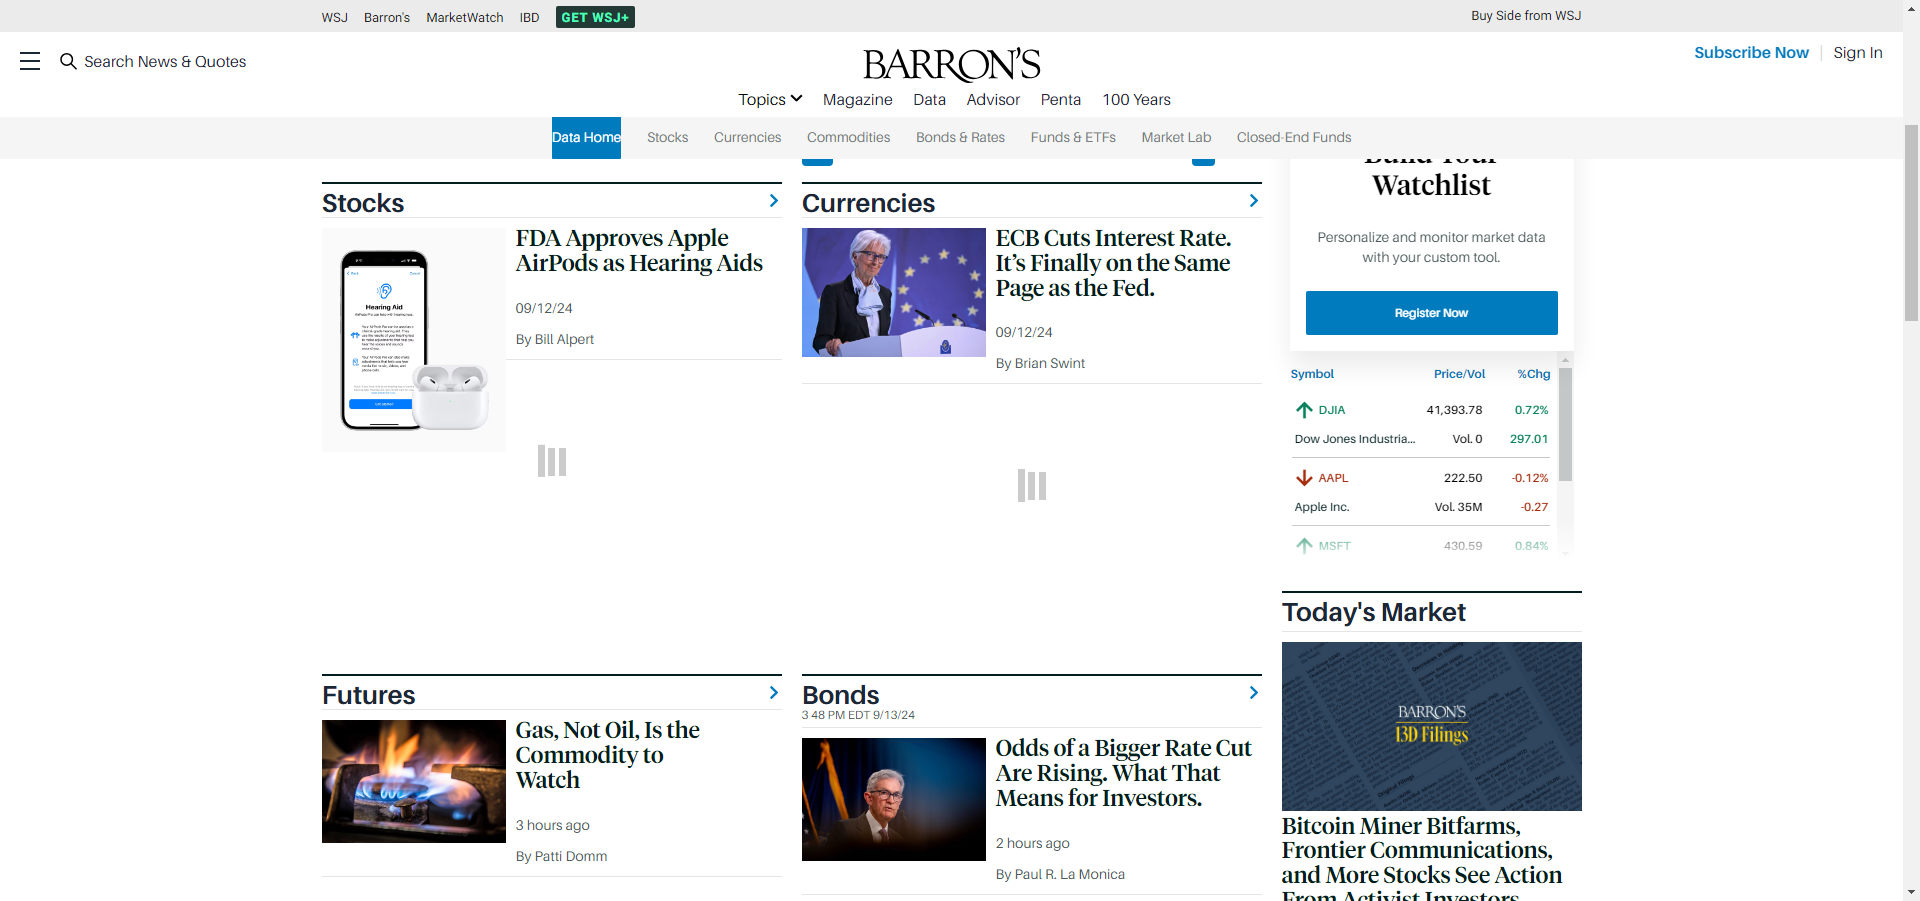 WSJ Barron's MarketWatch IBD GET WSJ+ Buy Side from WSJ
Search News & Quotes
BARRON'S
Subscribe Now Sign In
Topics Magazine Data Advisor Penta 100 Years
Data Home Stocks Currencies Commodities Bonds & Rates Funds & ETFs Market Lab Closed-End Funds
Stocks
FDA Approves Apple
AirPods as Hearing Aids
09/12/24
By Bill Alpert
Hearing Aid
Currencies
ECB Cuts Interest Rate.
It's Finally on the Same
Page as the Fed.
09/12/24
By Brian Swint
Build Your
Watchlist
Personalize and monitor market data
with your custom tool.
Register Now
Symbol Price/Vol %Chg
DJIA 41,393.78 0.72%
Dow Jones Industria... Vol. 0 297.01
AAPL 222.50 -0.12%
Apple Inc. Vol. 35M -0.27
MSFT 430.59 0.84%
Futures
Gas, Not Oil, Is the
Commodity to
Watch
3 hours ago
By Patti Domm
Bonds
3 48 PM EDT 9/13/24
Odds of a Bigger Rate Cut
Are Rising. What That
Means for Investors.
2 hours ago
By Paul R. La Monica
Today's Market
BARRON'S
13D Filings
Bitcoin Miner Bitfarms,
Frontier Communications,
and More Stocks See Action
From Activist Investors